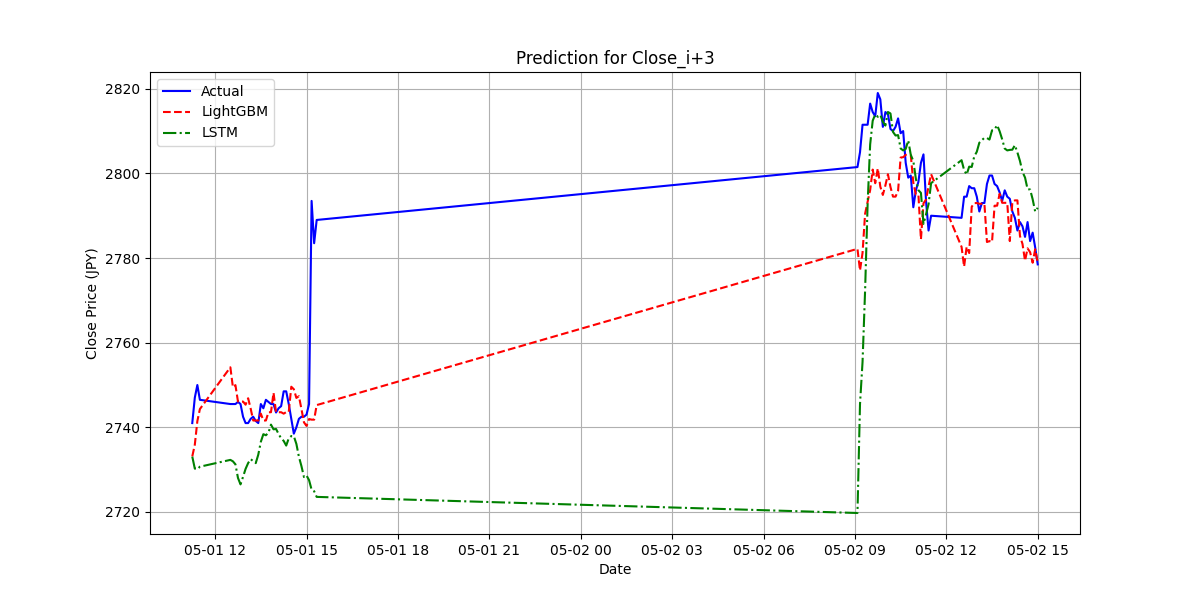 Prediction for Close_i+3
Actual
LightGBM
LSTM
Close Price (JPY)
2820
2800
2780
2760
2740
2720
05-01 12
05-01 15
05-01 18
05-01 21
05-02 00
05-02 03
05-02 06
05-02 09
05-02 12
05-02 15
Date